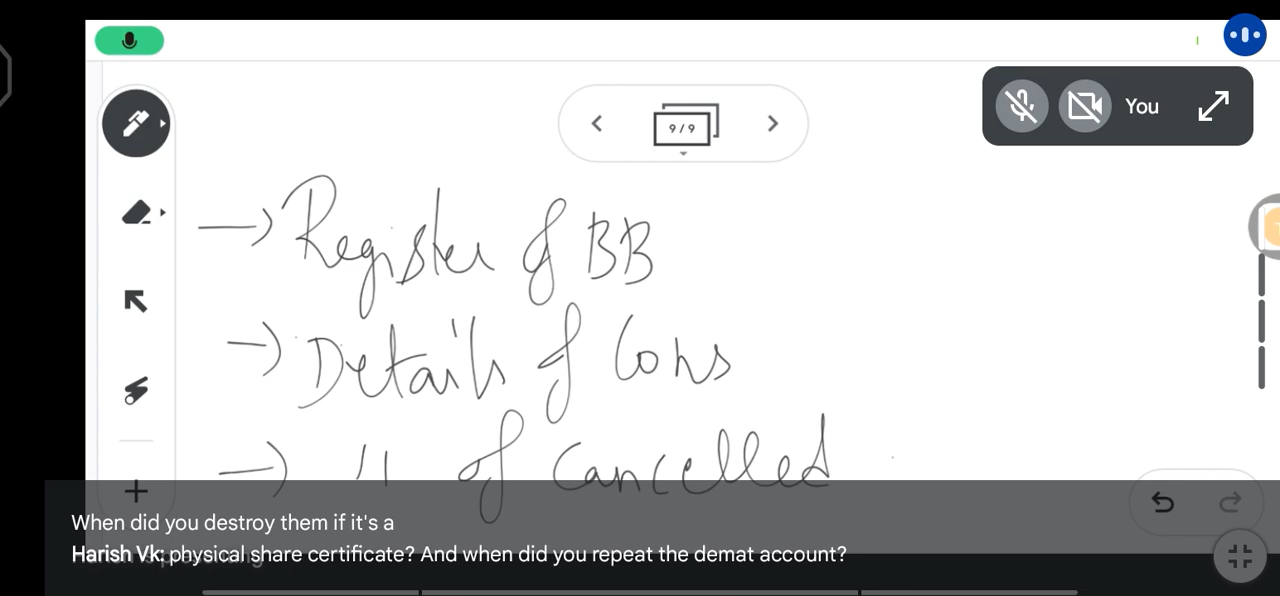 9/9
You
→ Register of BB
→ Details of Cons
→ 11 of Cancelled
When did you destroy them if it's a
Harish Vk: physical share certificate? And when did you repeat the demat account?